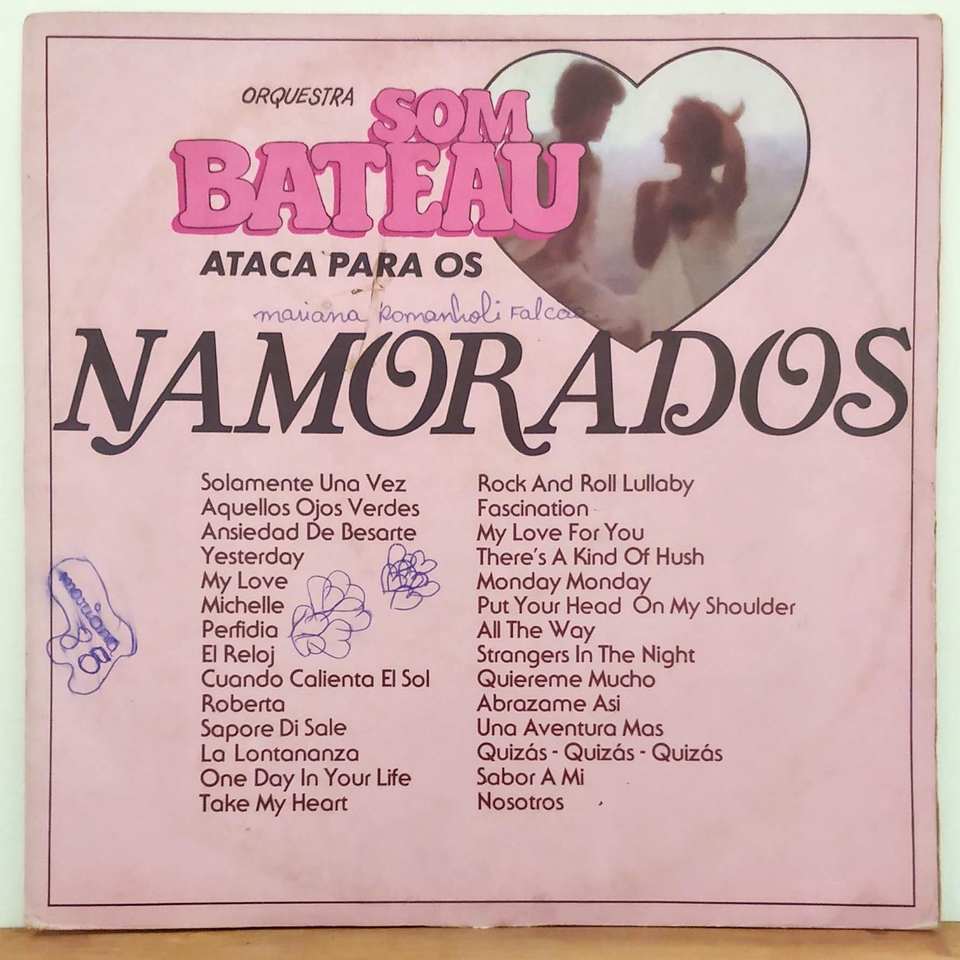 ORQUESTRA
SOM
BATEAU
ATACA PARA OS
mariana Romanholi Falcao
NAMORADOS
Solamente Una Vez
Aquellos Ojos Verdes
Ansiedad De Besarte
Yesterday
My Love
Michelle
Perfidia
El Reloj
Cuando Calienta El Sol
Roberta
Sapore Di Sale
La Lontananza
One Day In Your Life
Take My Heart
Rock And Roll Lullaby
Fascination
My Love For You
There's A Kind Of Hush
Monday Monday
Put Your Head On My Shoulder
All The Way
Strangers In The Night
Quiereme Mucho
Abrazame Asi
Una Aventura Mas
Quizás - Quizás - Quizás
Sabor A Mi
Nosotros